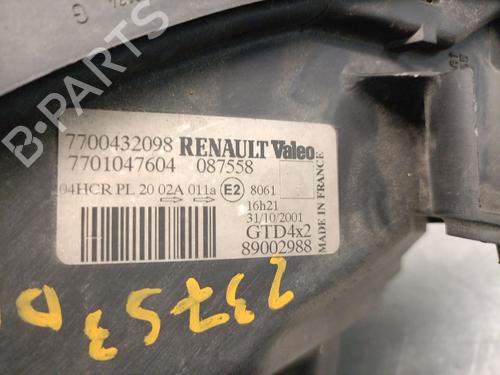 G
B-PARTS
7700432098 RENAULT Valeo
7701047604 087558
04HCR PL 20 02A 011a E2 8061
16h21
31/10/2001
GTD4x2
89002988
MADE IN FRANCE
23753